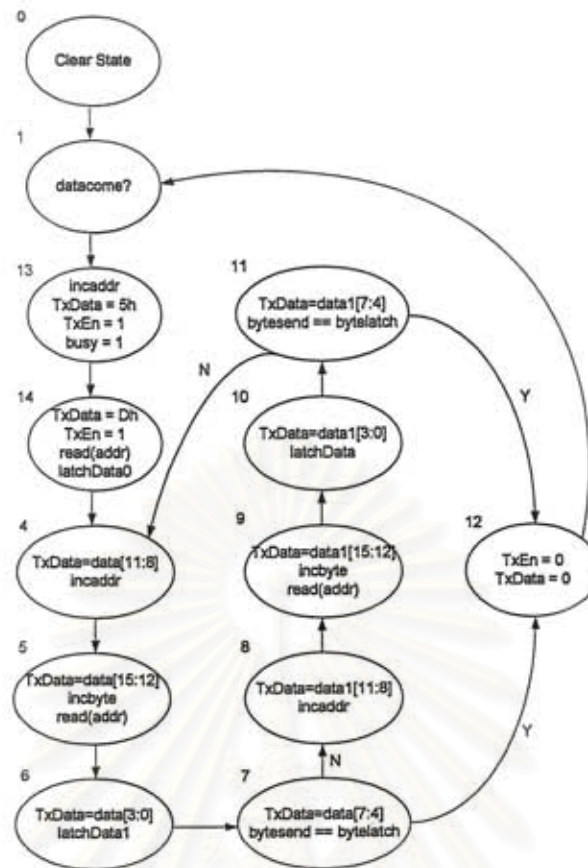 0
Clear State
1
datacome?
13
incaddr
TxData = 5h
TxEn = 1
busy = 1
14
TxData = Dh
TxEn = 1
read(addr)
latchData0
4
TxData=data[11:8]
incaddr
5
TxData=data[15:12]
incbyte
read(addr)
6
TxData=data[3:0]
latchData1
7
TxData=data[7:4]
bytesend == bytelatch
N
Y
8
TxData=data1[11:8]
incaddr
9
TxData=data1[15:12]
incbyte
read(addr)
10
TxData=data1[3:0]
latchData
11
TxData=data1[7:4]
bytesend == bytelatch
N
Y
12
TxEn = 0
TxData = 0